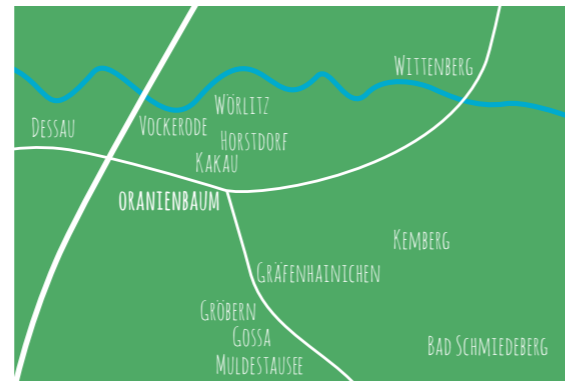 WITTENBERG
WÖRLITZ
DESSAU
VOCKERODE
HORSTDORF
KAKAU
ORANIENBAUM
KEMBERG
GRÄFENHAINICHEN
GRÖBERN
GOSSA
BAD SCHMIEDEBERG
MULDESTAUSEE